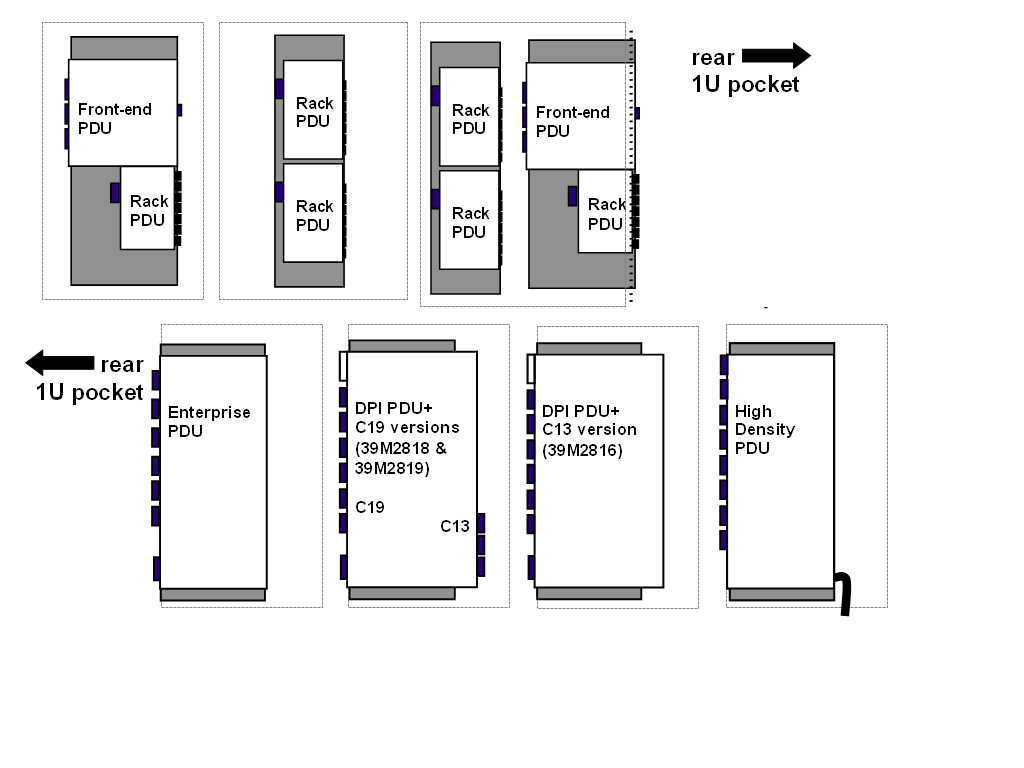 Front-end
PDU
Rack
PDU
Rack
PDU
Rack
PDU
Rack
PDU
Rack
PDU
Front-end
PDU
Rack
PDU
rear
1U pocket
rear
1U pocket
Enterprise
PDU
DPI PDU+
C19 versions
(39M2818 &
39M2819)
C19
C13
DPI PDU+
C13 version
(39M2816)
High
Density
PDU